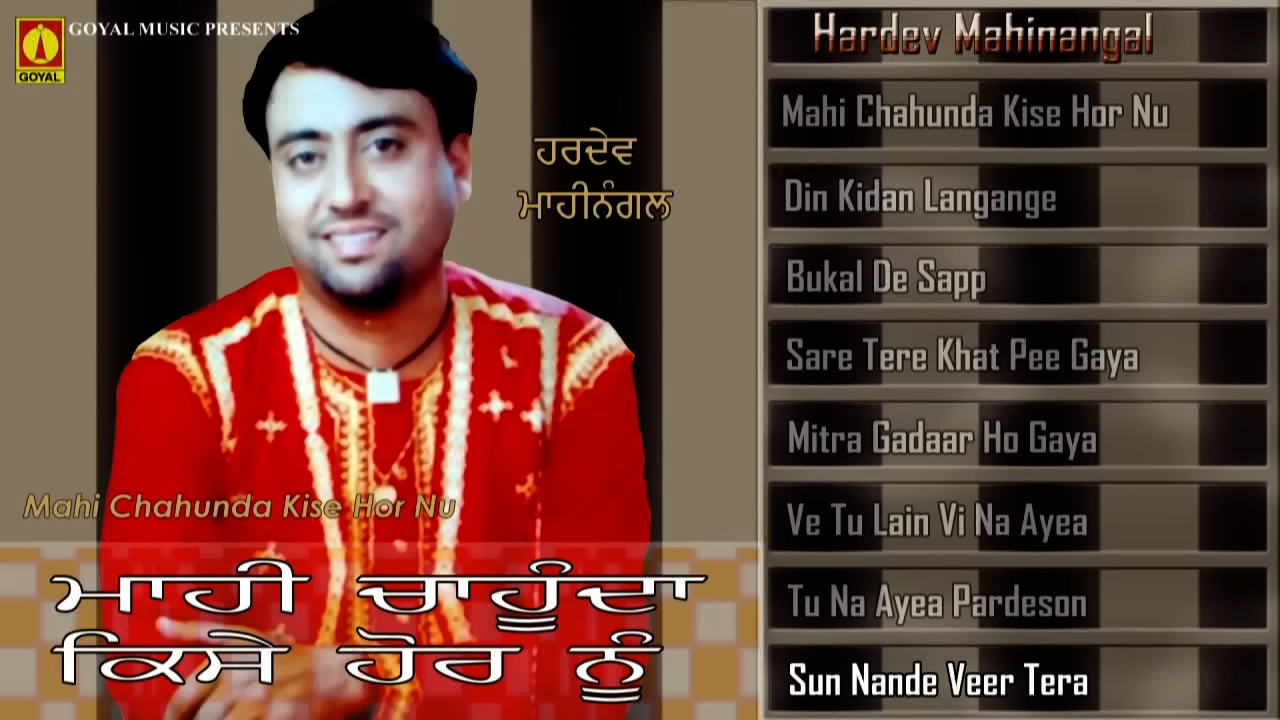 GOYAL MUSIC PRESENTS
GOYAL
ਹਰਦੇਵ
ਮਾਹੀਨੰਗਲ
Mahi Chahunda Kise Hor Nu
ਮਾਹੀ ਚਾਹੁੰਦਾ
ਕਿਸੇ ਹੋਰ ਨੂੰ
Hardev Mahinangal
Mahi Chahunda Kise Hor Nu
Din Kidan Langange
Bukal De Sapp
Sare Tere Khat Pee Gaya
Mitra Gadaar Ho Gaya
Ve Tu Lain Vi Na Ayea
Tu Na Ayea Pardeson
Sun Nande Veer Tera